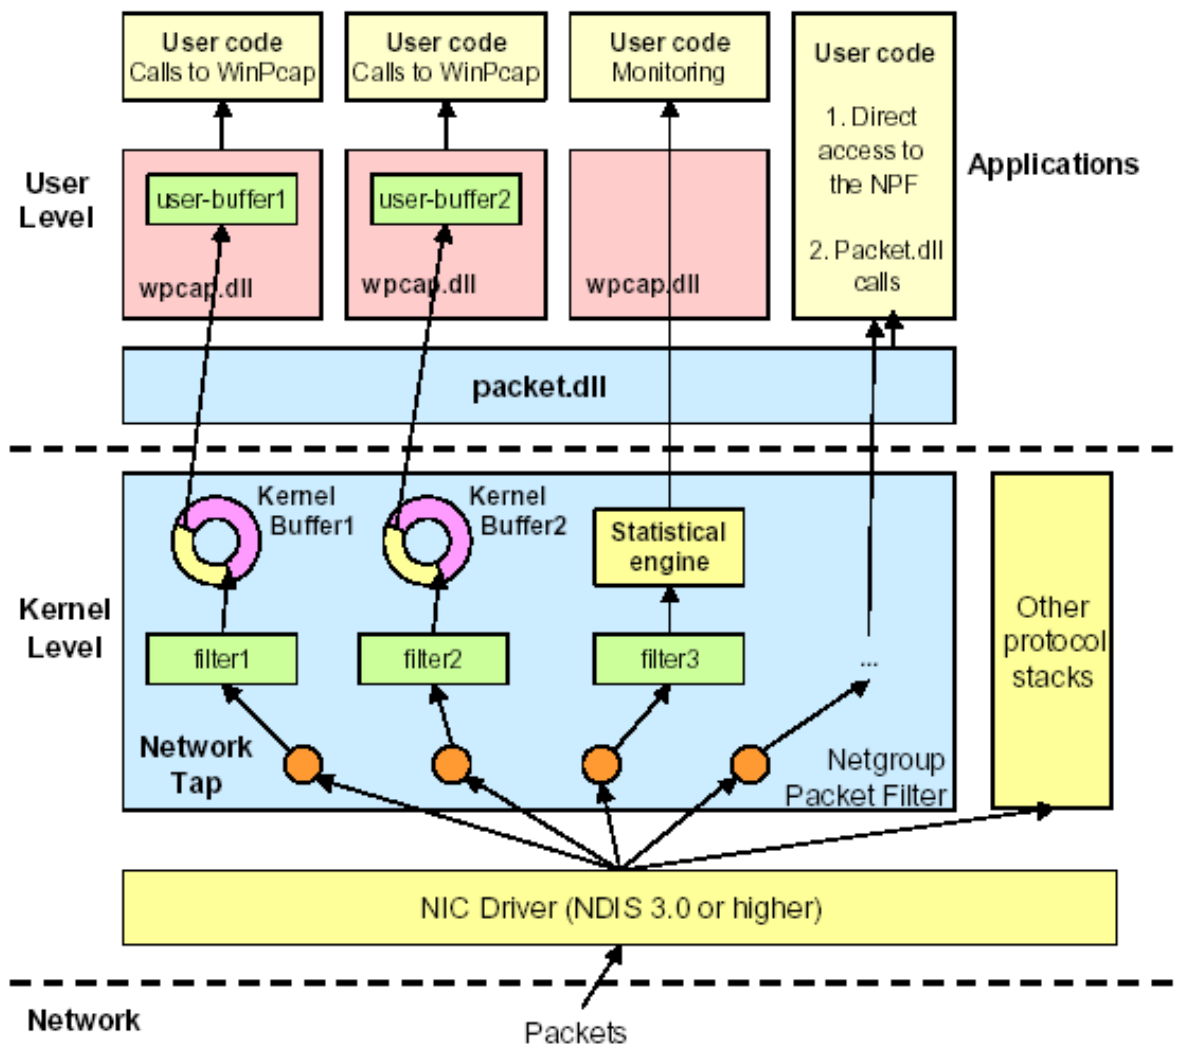 User code
Calls to WinPcap
User code
Calls to WinPcap
User code
Monitoring
User code
1. Direct
access to
the NPF
2. Packet.dll
calls
Applications
User
Level
user-buffer1
wpcap.dll
user-buffer2
wpcap.dll
wpcap.dll
packet.dll
Kernel
Level
Kernel
Buffer1
Kernel
Buffer2
Statistical
engine
filter1
filter2
filter3
...
Other
protocol
stacks
Network
Tap
Netgroup
Packet Filter
NIC Driver (NDIS 3.0 or higher)
Network
Packets